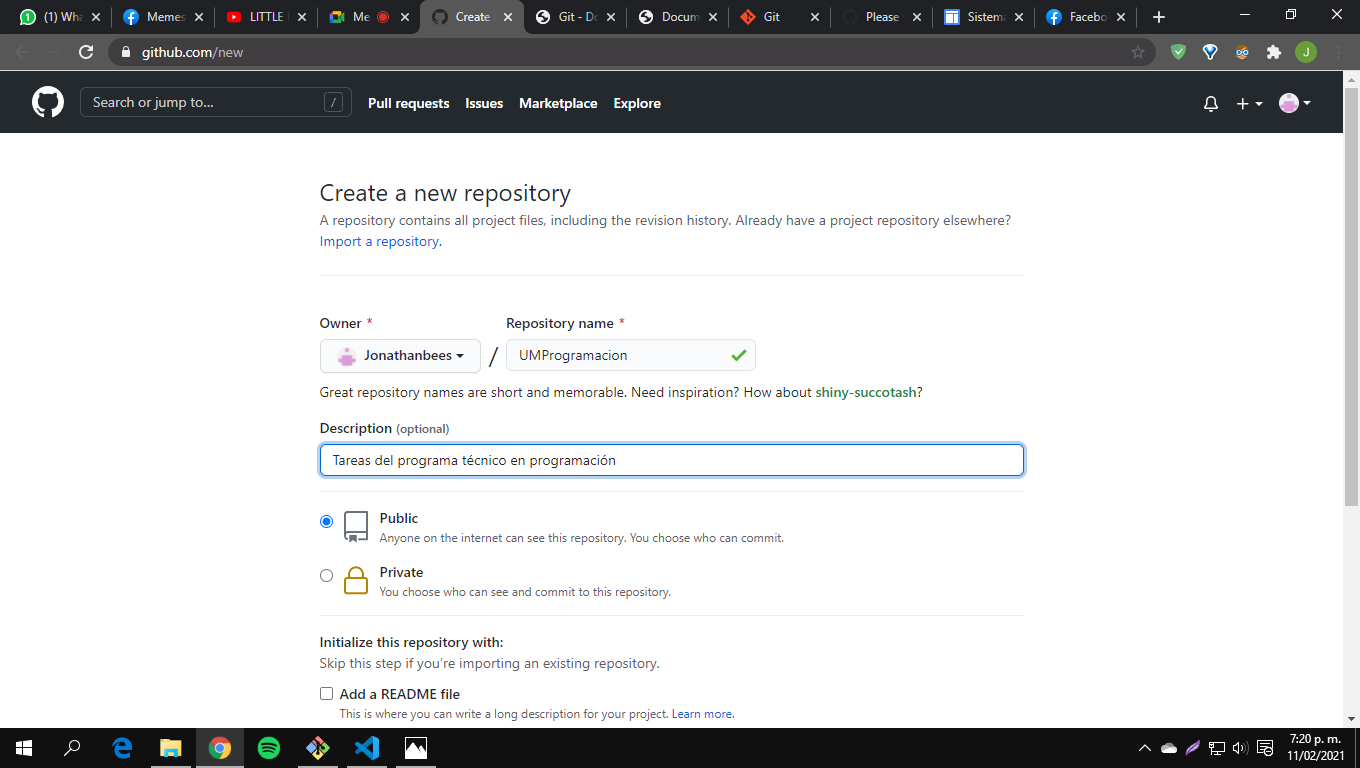 (1) Wha
Memes
LITTLE
Me
Create
Git - Do
Docum
Git
Please
Sistema
Facebo
github.com/new
J
Search or jump to...
/
Pull requests
Issues
Marketplace
Explore
Create a new repository
A repository contains all project files, including the revision history. Already have a project repository elsewhere?
Import a repository.
Owner *
Repository name *
Jonathanbees
/
UMProgramacion
Great repository names are short and memorable. Need inspiration? How about shiny-succotash?
Description (optional)
Tareas del programa técnico en programación
Public
Anyone on the internet can see this repository. You choose who can commit.
Private
You choose who can see and commit to this repository.
Initialize this repository with:
Skip this step if you're importing an existing repository.
Add a README file
This is where you can write a long description for your project. Learn more.
7:20 p. m.
11/02/2021